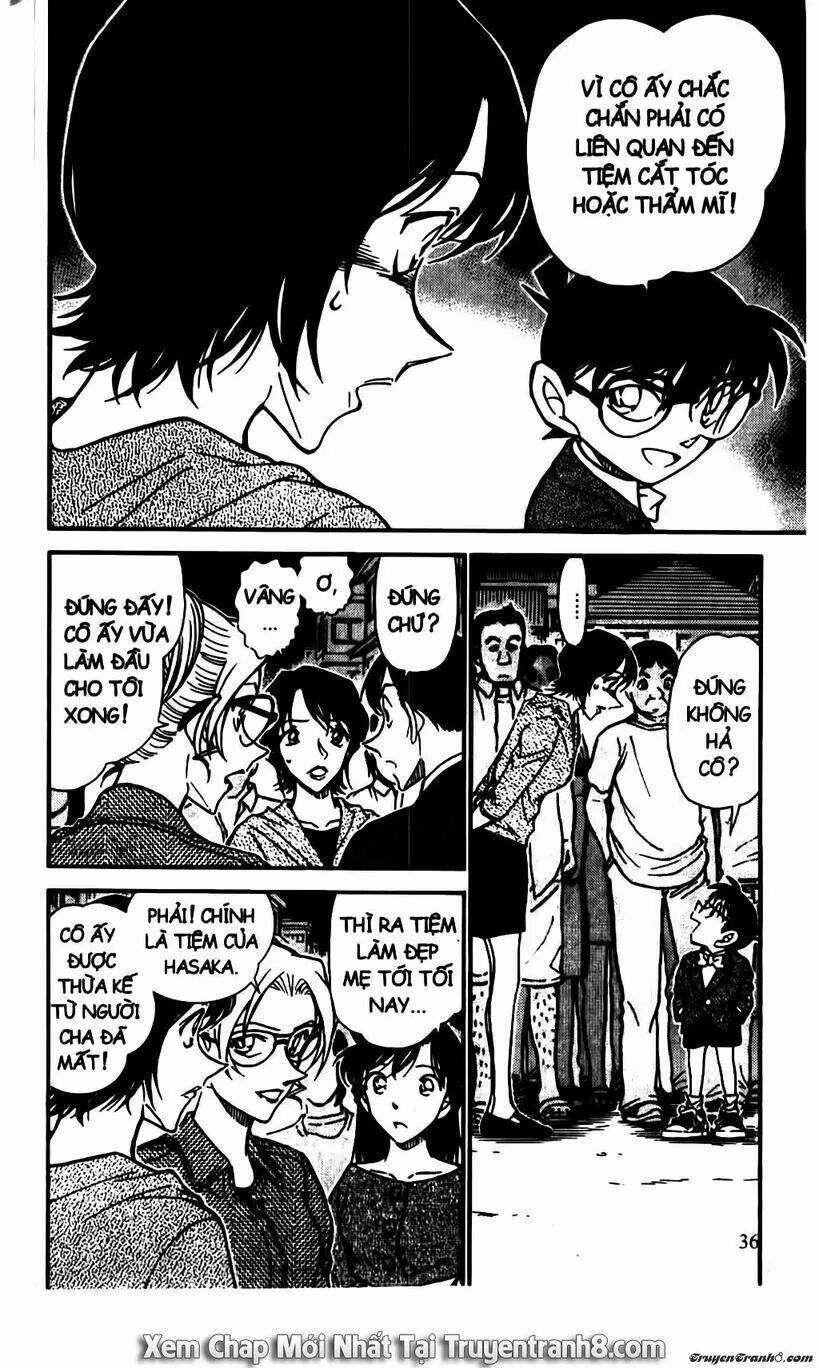 VÌ CÔ ẤY CHẮC
CHẮN PHẢI CÓ
LIÊN QUAN ĐẾN
TIỆM CẮT TÓC
HOẶC THẨM MĨ!
ĐÚNG ĐẤY!
CÔ ẤY VỪA
LÀM ĐẦU
CHO TÔI
XONG!
VÂNG
...
Ơ,
ĐÚNG
CHỨ?
......
ĐÚNG
KHÔNG
HẢ
CÔ?
CÔ ẤY
ĐƯỢC
THỪA KẾ
TỪ NGƯỜI
CHA ĐÃ
MẤT!
PHẢI! CHÍNH
LÀ TIỆM CỦA
HASAKA.
THÌ RA TIỆM
LÀM ĐẸP
MẸ TỚI TỐI
NAY...
36
Xem Chap Mới Nhất Tại Truyentranh8.com
TruyenTranh8.com